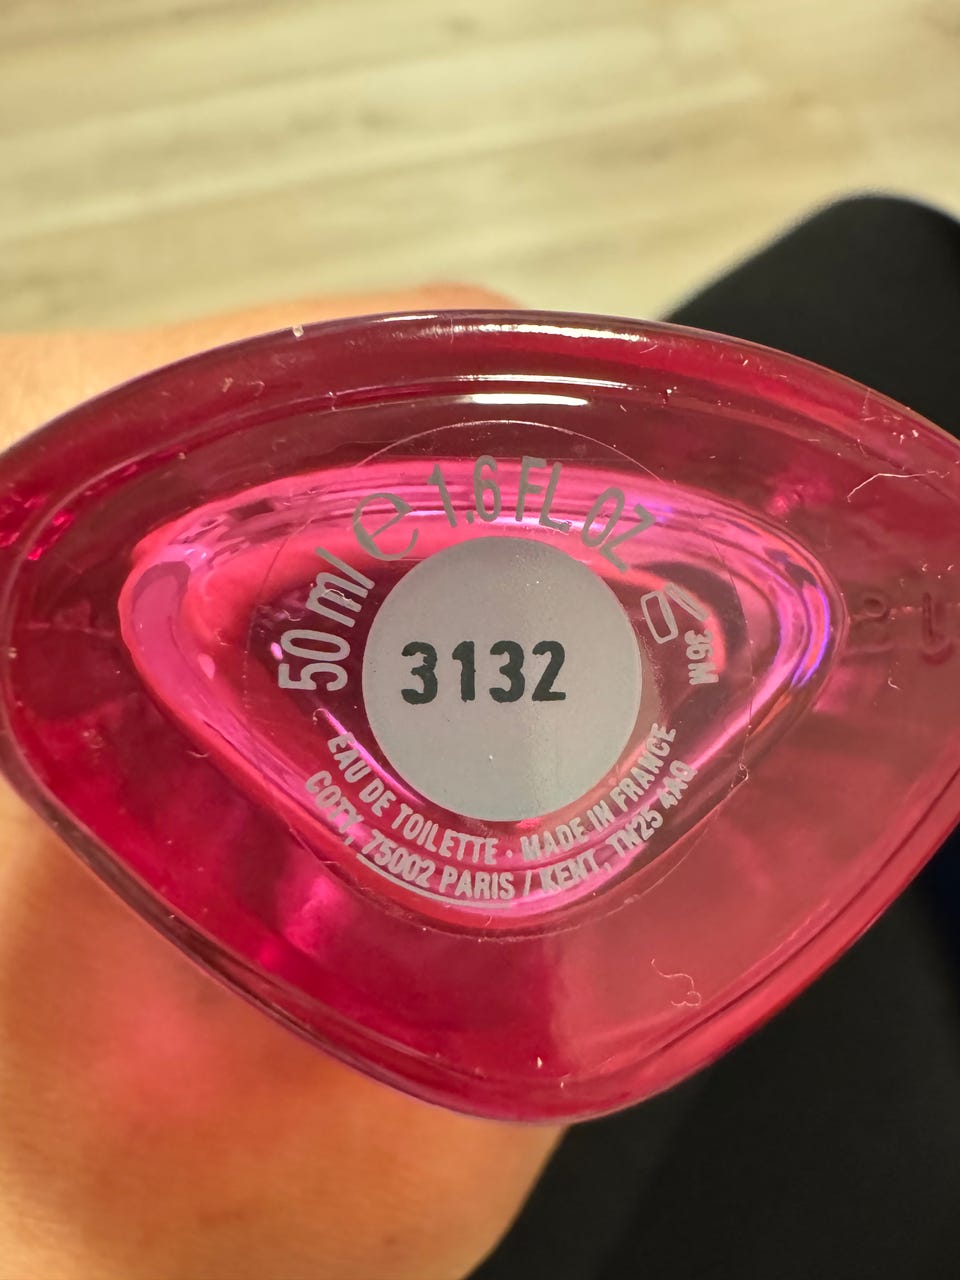 50 ml e 1.6 FL OZ
36M
3132
EAU DE TOILETTE · MADE IN FRANCE
COTY, 75002 PARIS / KENT, TN25 4AQ